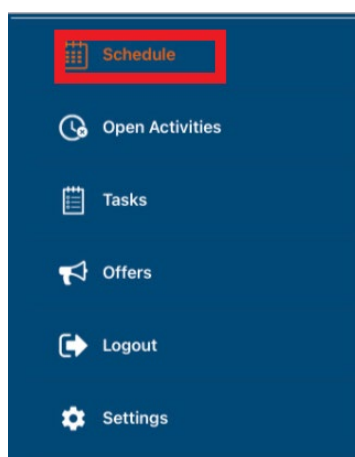 Schedule
Open Activities
Tasks
Offers
Logout
Settings